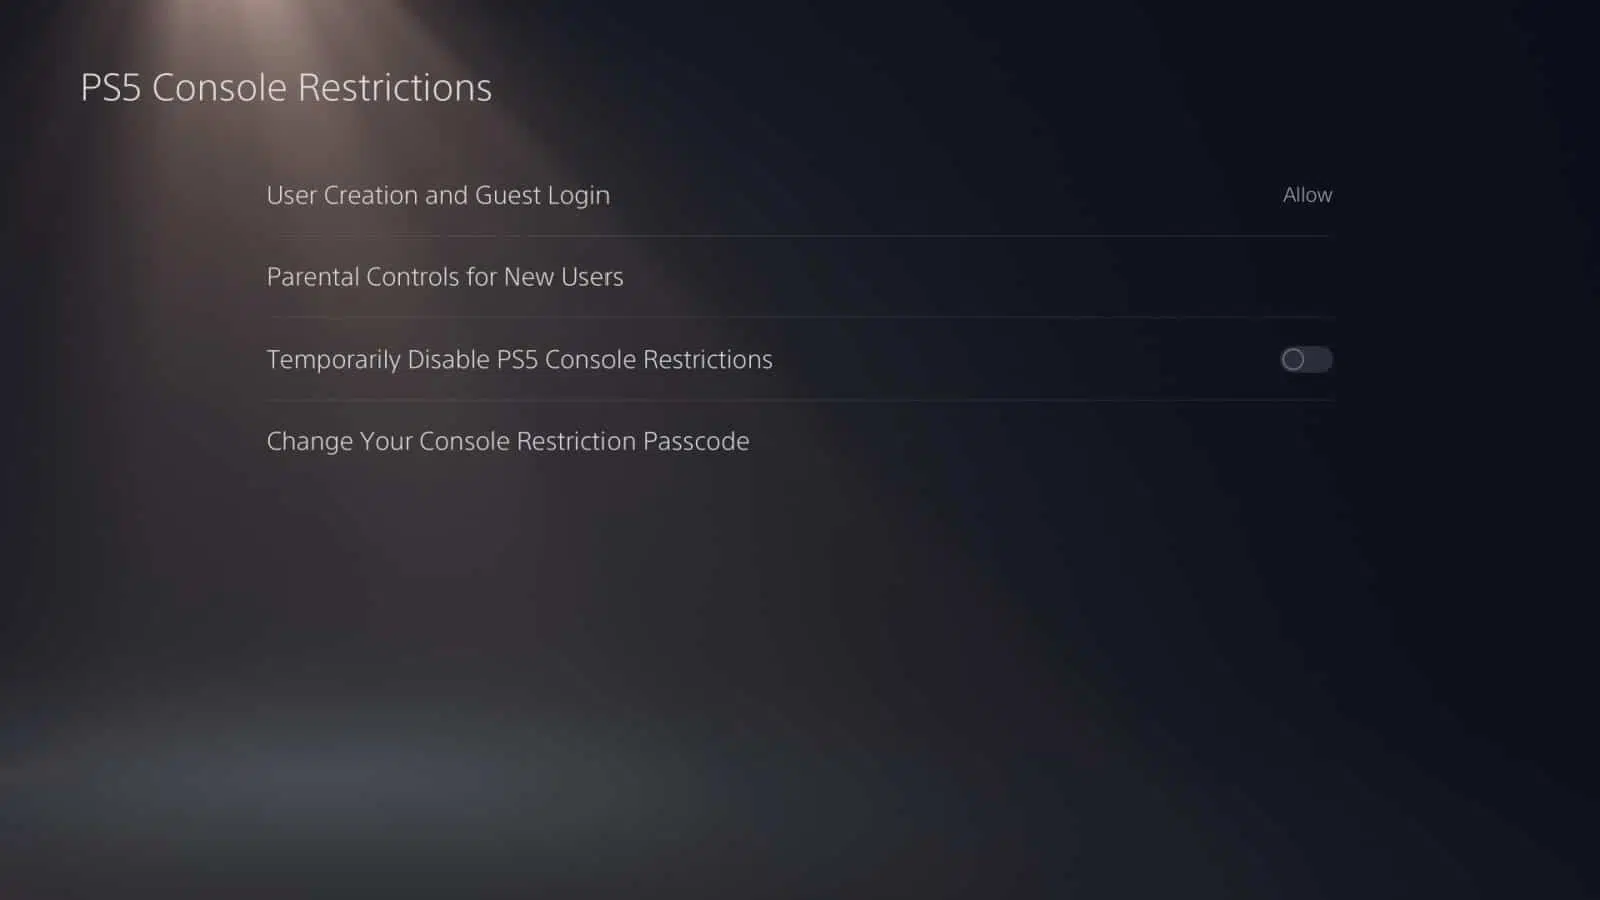 PS5 Console Restrictions
User Creation and Guest Login Allow
Parental Controls for New Users
Temporarily Disable PS5 Console Restrictions
Change Your Console Restriction Passcode